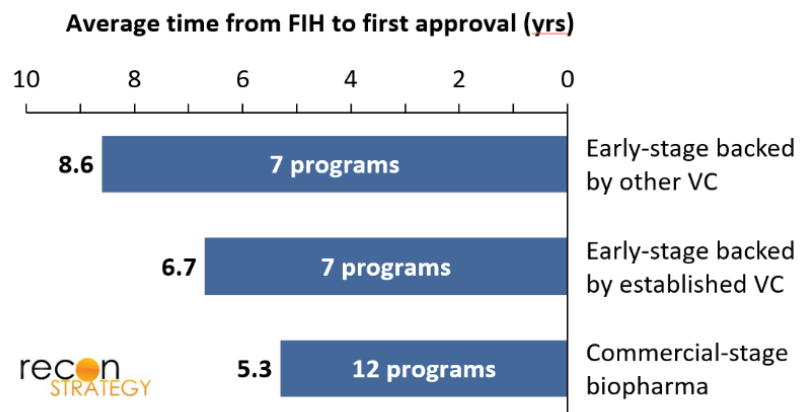 Average time from FIH to first approval (yrs)
10 8 6 4 2 0
8.6 7 programs Early-stage backed
by other VC
6.7 7 programs Early-stage backed
by established VC
5.3 12 programs Commercial-stage
biopharma
recon
STRATEGY